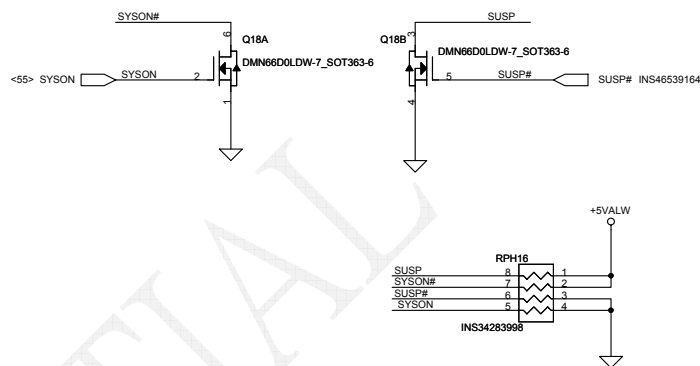 SYSON#
SUSP
6
3
Q18A
Q18B
DMN66D0LDW-7_SOT363-6
DMN66D0LDW-7_SOT363-6
<55> SYSON
SYSON
2
5
SUSP#
SUSP# INS46539164
1
4
+5VALW
RPH16
SUSP 8 1
SYSON# 7 2
SUSP# 6 3
SYSON 5 4
INS34283998
TIAL